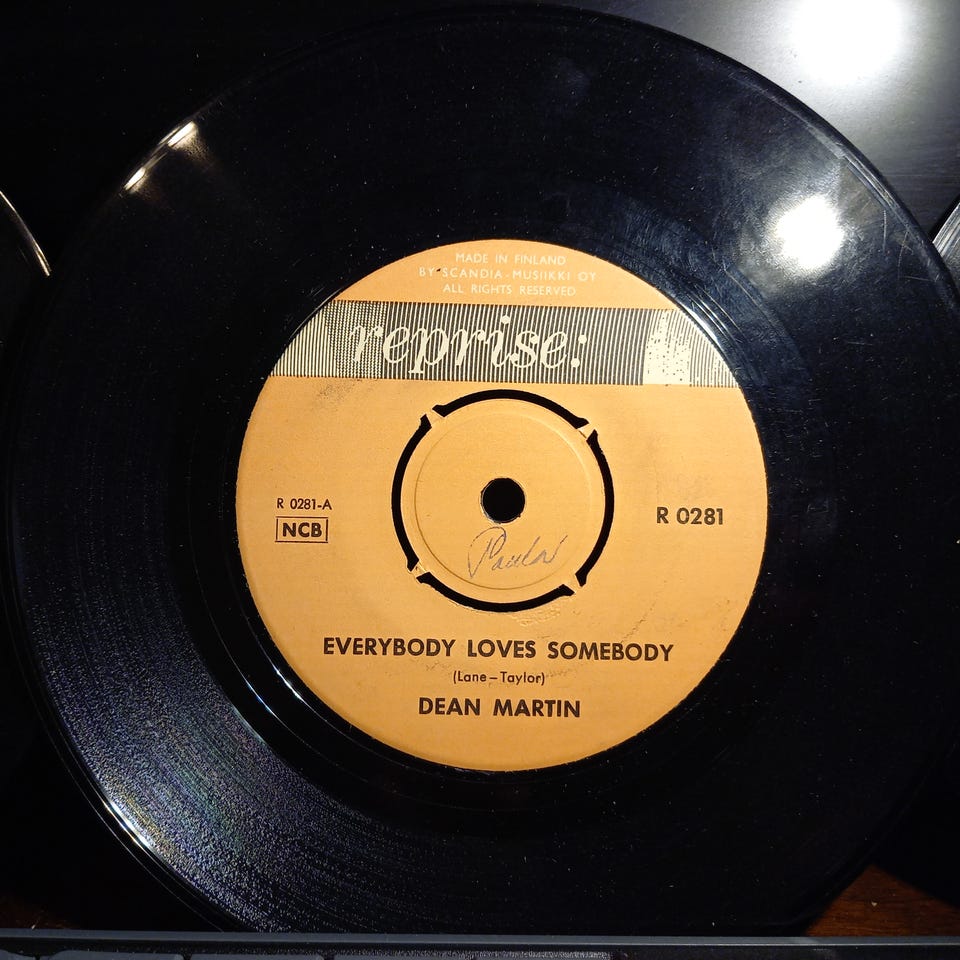 MADE IN FINLAND
BY SCANDIA-MUSIIKKI OY
ALL RIGHTS RESERVED
reprise:
R 0281-A
NCB
R 0281
Paula
EVERYBODY LOVES SOMEBODY
(Lane-Taylor)
DEAN MARTIN